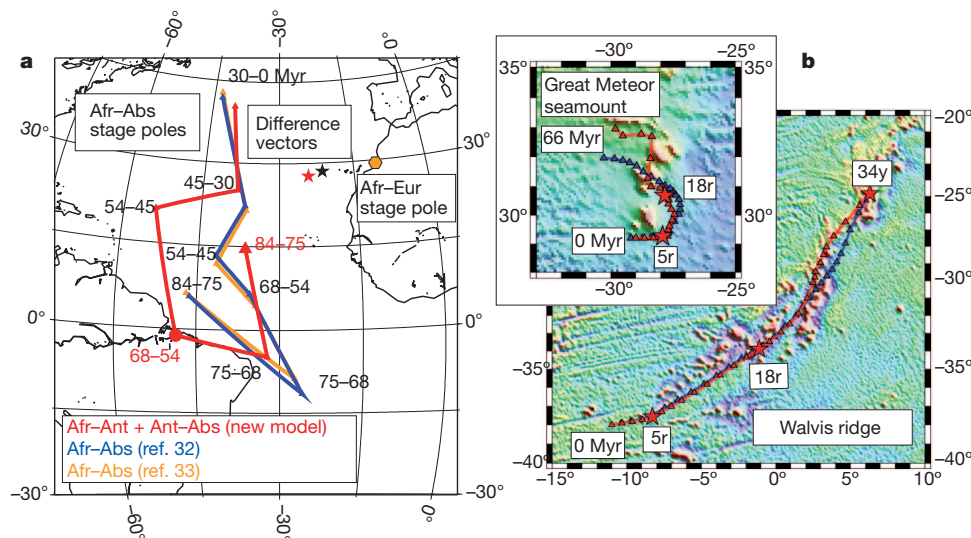 a
–60°
–30°
0°
30–0 Myr
Afr–Abs
stage poles
Difference
vectors
30°
30°
45–30
54–45
Afr–Eur
stage pole
54–45
84–75
84–75
68–54
0°
0°
68–54
75–68
75–68
Afr–Ant + Ant–Abs (new model)
Afr–Abs (ref. 32)
Afr–Abs (ref. 33)
–30°
–30°
–60°
–30°
0°
b
–30°
–25°
35°
35°
Great Meteor
seamount
66 Myr
18r
30°
30°
0 Myr
5r
–30°
–25°
–20°
34y
–25°
–30°
–35°
–35°
18r
0 Myr
5r
Walvis ridge
–40°
–40°
–15°
–10°
–5°
0°
5°
10°